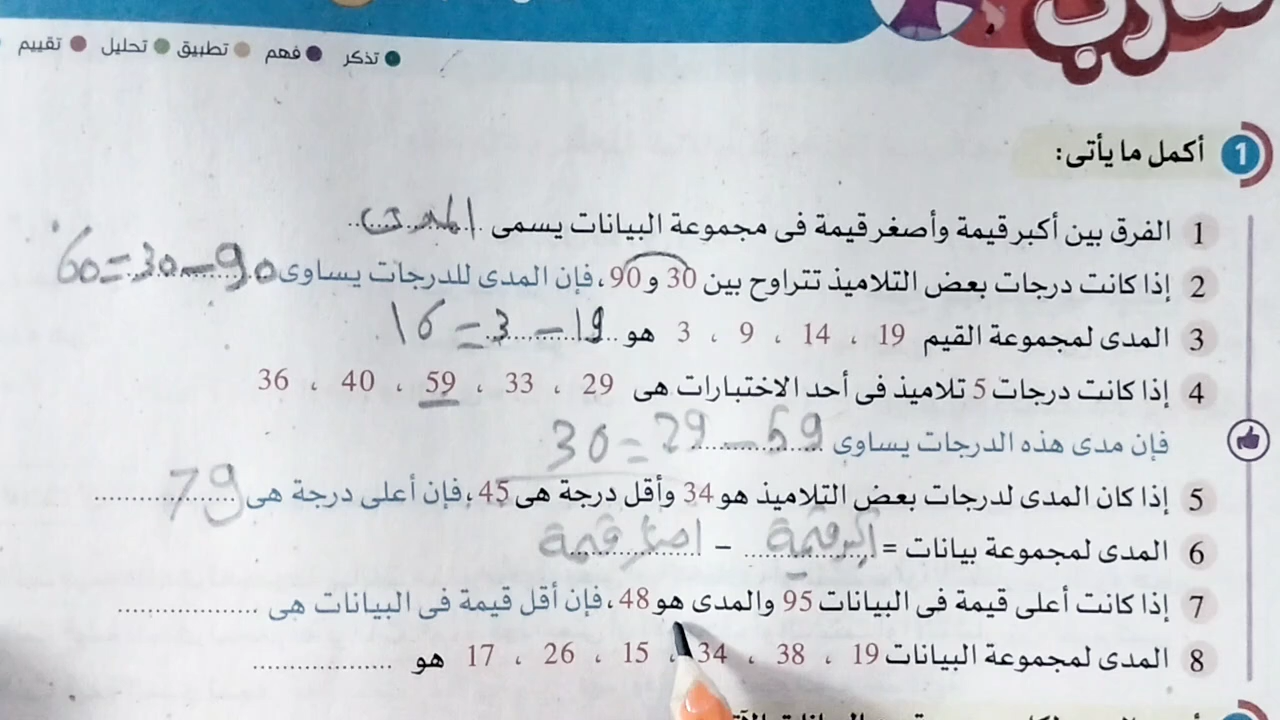 تدرب
تذكر فهم تطبيق تحليل تقييم
1 أكمل ما يأتى:
1 الفرق بين أكبر قيمة وأصغر قيمة فى مجموعة البيانات يسمى المدى
2 إذا كانت درجات بعض التلاميذ تتراوح بين 30 و 90 ، فإن المدى للدرجات يساوى 90 – 30 = 60
3 المدى لمجموعة القيم 19 ، 14 ، 9 ، 3 هو 19 – 3 = 16
4 إذا كانت درجات 5 تلاميذ فى أحد الاختبارات هى 29 ، 33 ، 59 ، 40 ، 36
فإن مدى هذه الدرجات يساوى 59 – 29 = 30
5 إذا كان المدى لدرجات بعض التلاميذ هو 34 وأقل درجة هى 45 ، فإن أعلى درجة هى 79
6 المدى لمجموعة بيانات = اكبر قيمة – اصغر قيمة
7 إذا كانت أعلى قيمة فى البيانات 95 والمدى هو 48 ، فإن أقل قيمة فى البيانات هى ....................
8 المدى لمجموعة البيانات 19 ، 38 ، 34 ، 15 ، 26 ، 17 هو ....................